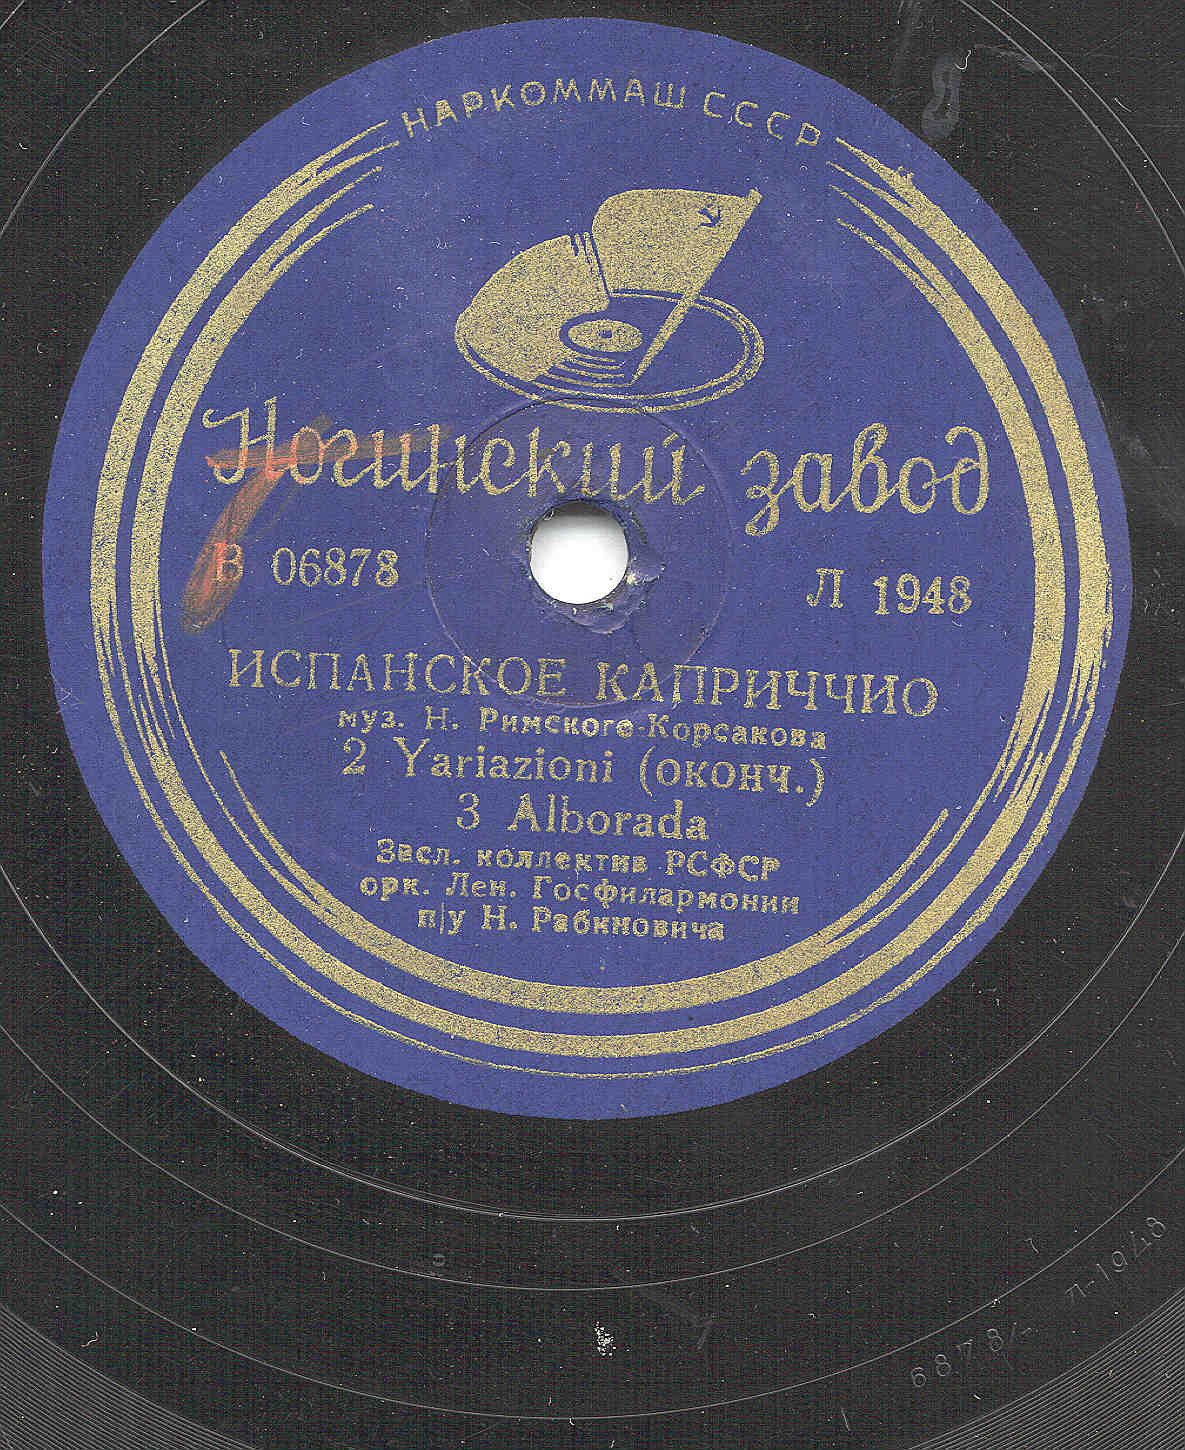 НАРКОММАШ СССР
Ногинский завод
В 06878 Л 1948
ИСПАНСКОЕ КАПРИЧЧИО
муз. Н. Римского-Корсакова
2 Yariazioni (оконч.)
3 Alborada
Засл. коллектив РСФСР
орк. Лен. Госфилармонии
п/у Н. Рабиновича
6878/ Л-1948